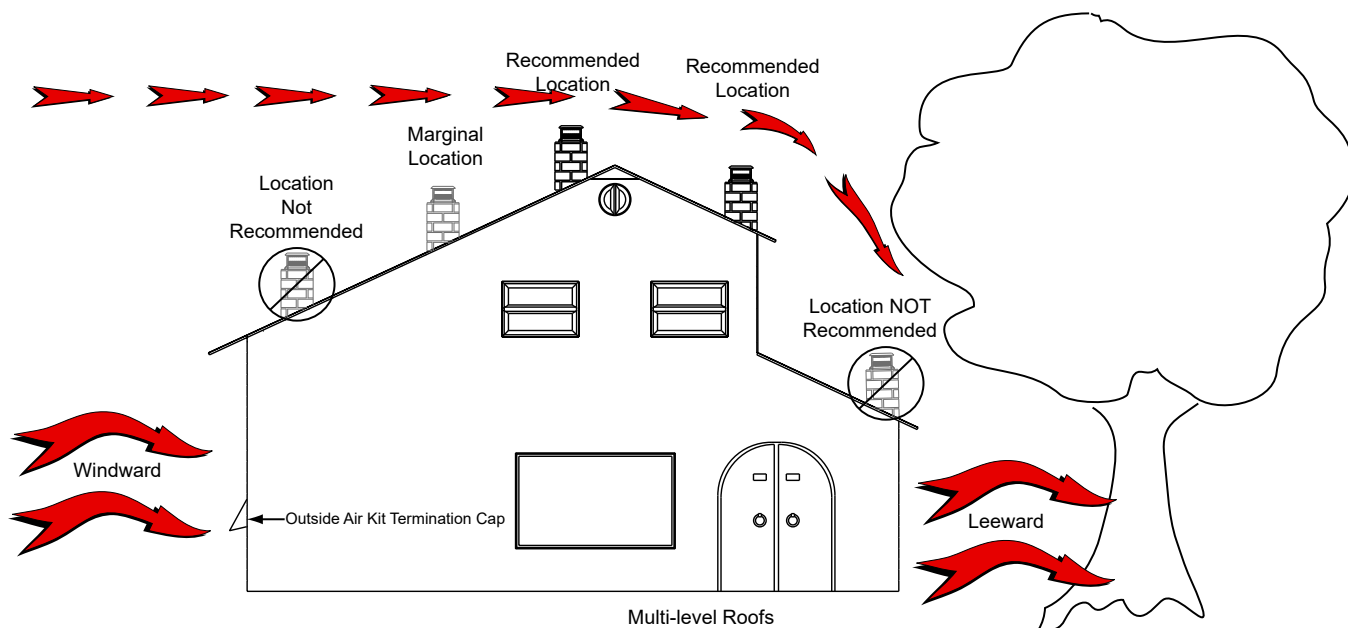 Recommended
Location
Recommended
Location
Marginal
Location
Location
Not
Recommended
Location NOT
Recommended
Windward
Outside Air Kit Termination Cap
Leeward
Multi-level Roofs